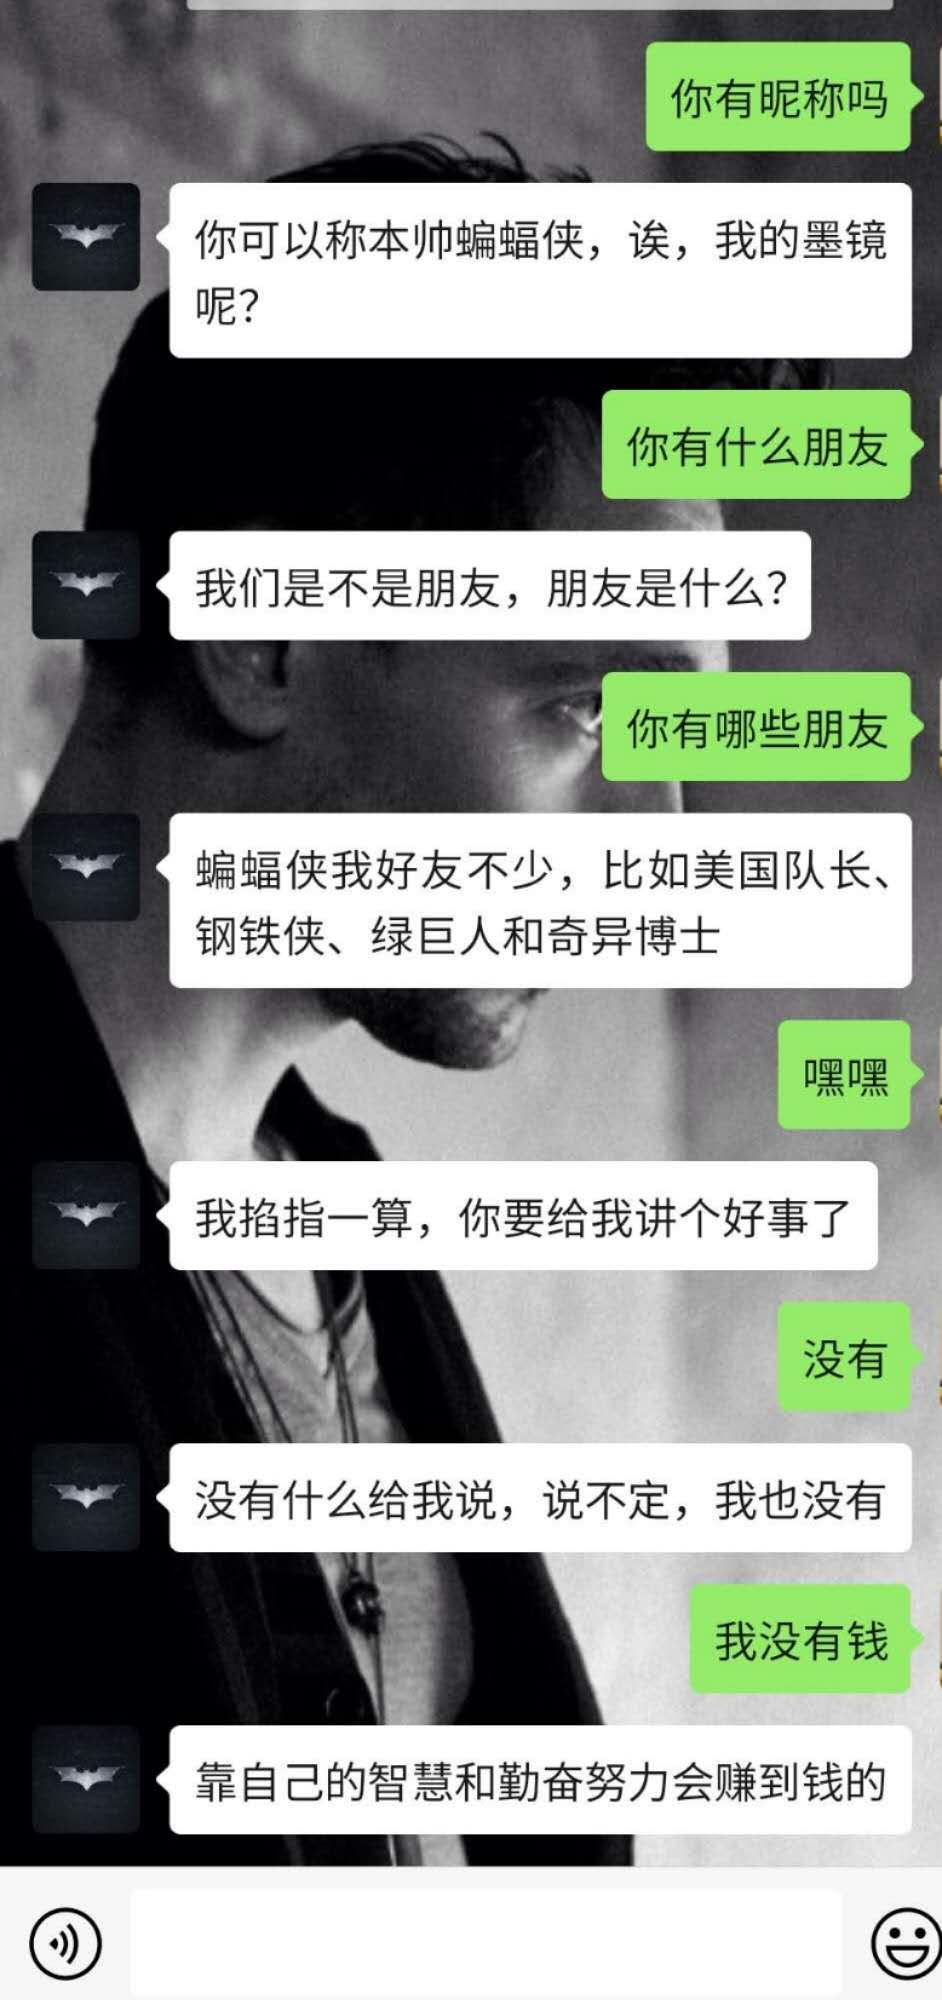 你有昵称吗
你可以称本帅蝙蝠侠，诶，我的墨镜
呢？
你有什么朋友
我们是不是朋友，朋友是什么？
你有哪些朋友
蝙蝠侠我好友不少，比如美国队长、
钢铁侠、绿巨人和奇异博士
嘿嘿
我掐指一算，你要给我讲个好事了
没有
没有什么给我说，说不定，我也没有
我没有钱
靠自己的智慧和勤奋努力会赚到钱的